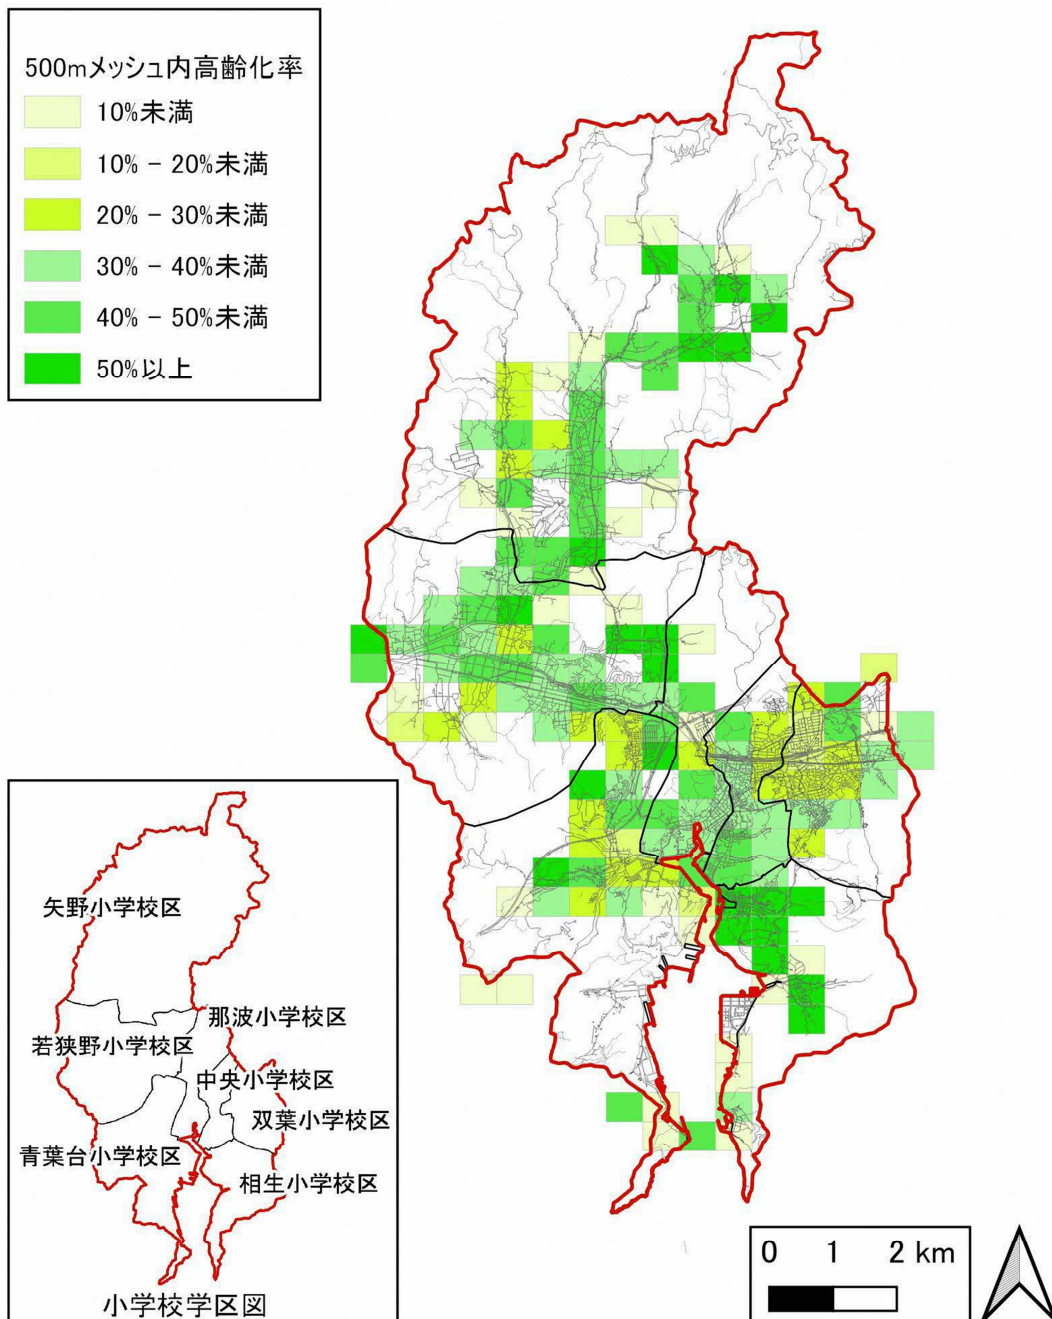 500mメッシュ内高齢化率
10%未満
10% - 20%未満
20% - 30%未満
30% - 40%未満
40% - 50%未満
50%以上
矢野小学校区
那波小学校区
若狭野小学校区
中央小学校区
双葉小学校区
青葉台小学校区
相生小学校区
小学校学区図
0 1 2 km